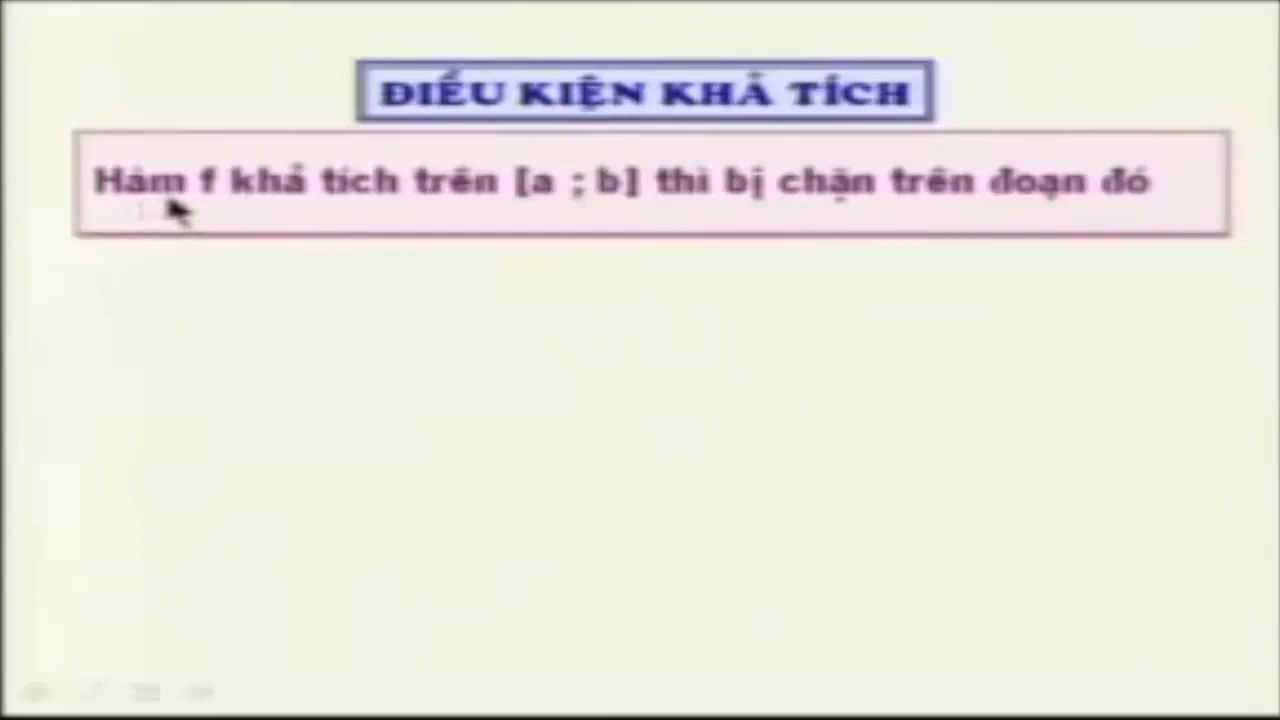 ĐIỀU KIỆN KHẢ TÍCH
Hàm f khả tích trên [a ; b] thì bị chặn trên đoạn đó